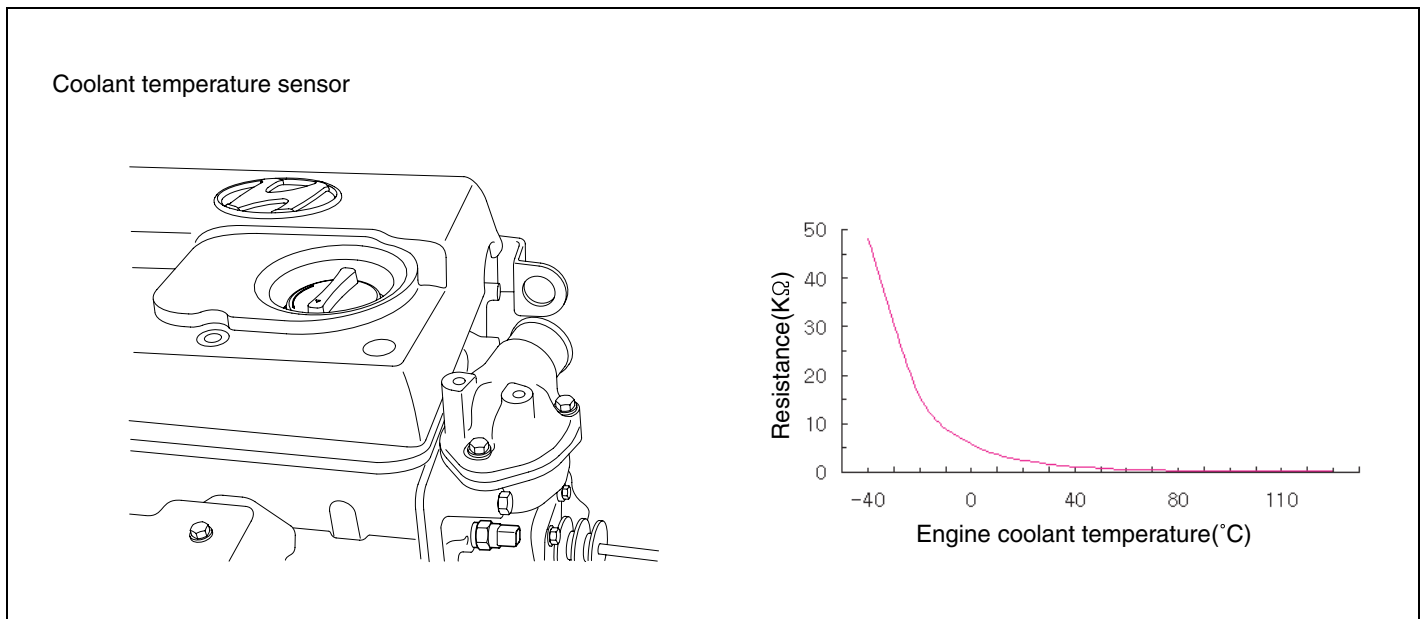 Coolant temperature sensor
50
40
30
20
10
0
Resistance(KΩ)
-40 0 40 80 110
Engine coolant temperature(˚C)